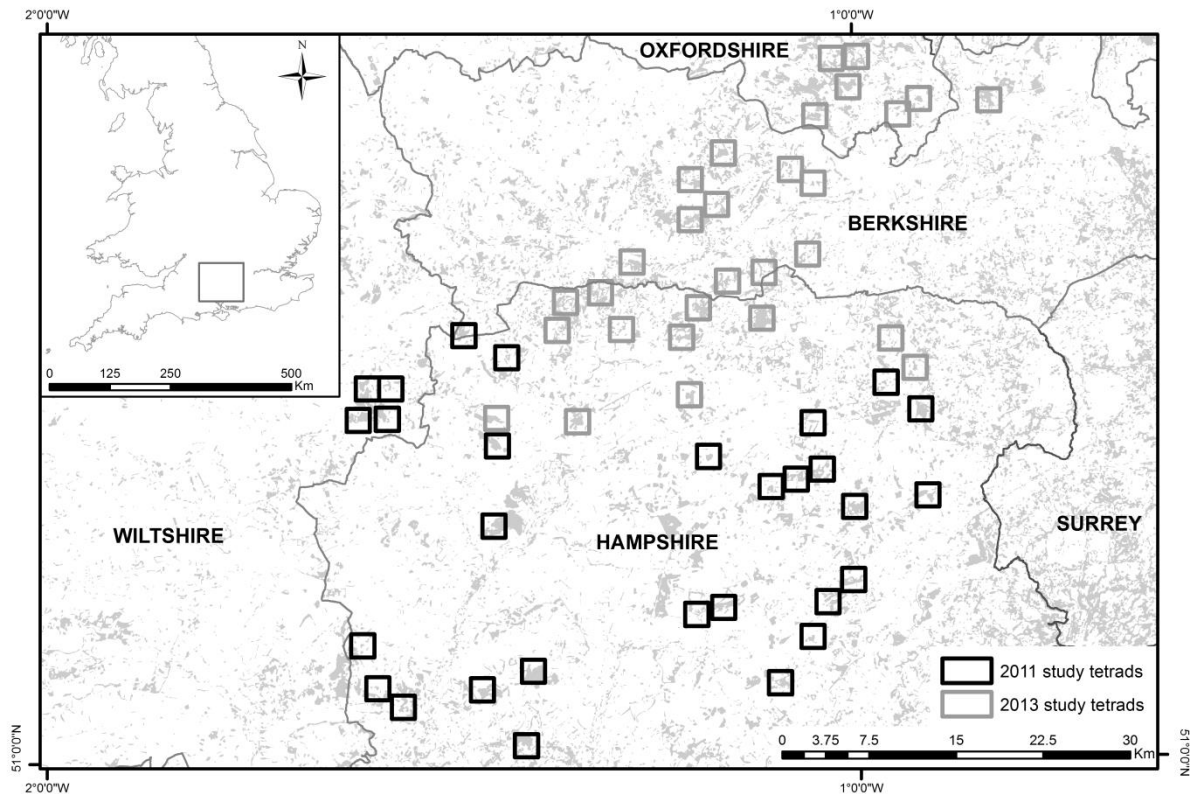 2°0'0"W 1°0'0"W
N
OXFORDSHIRE
BERKSHIRE
0 125 250 500
Km
WILTSHIRE
HAMPSHIRE
SURREY
2011 study tetrads
2013 study tetrads
0 3.75 7.5 15 22.5 30
Km
51°0'0"N 51°0'0"N
2°0'0"W 1°0'0"W